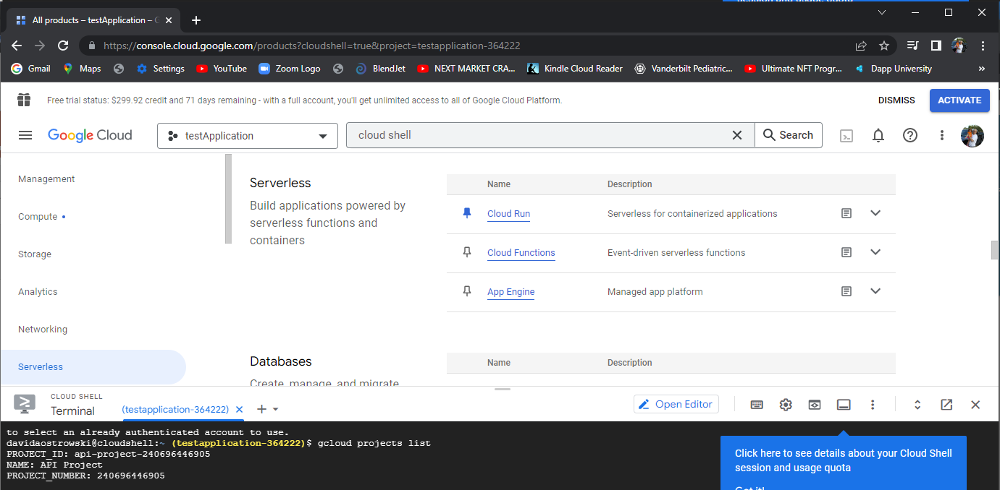 session and usage quota
All products – testApplication – G
https://console.cloud.google.com/products?cloudshell=true&project=testapplication-364222
Gmail Maps Settings YouTube Zoom Logo BlendJet NEXT MARKET CRA... Kindle Cloud Reader Vanderbilt Pediatric... Ultimate NFT Progr... Dapp University »
Free trial status: $299.92 credit and 71 days remaining - with a full account, you'll get unlimited access to all of Google Cloud Platform. DISMISS ACTIVATE
Google Cloud testApplication cloud shell Search
Management
Compute
Storage
Analytics
Networking
Serverless
Serverless
Build applications powered by
serverless functions and
containers
Name Description
Cloud Run Serverless for containerized applications
Cloud Functions Event-driven serverless functions
App Engine Managed app platform
Databases
Create, manage, and migrate
Name Description
CLOUD SHELL
Terminal (testapplication-364222) Open Editor
to select an already authenticated account to use.
davidaostrowski@cloudshell:~ (testapplication-364222)$ gcloud projects list
PROJECT_ID: api-project-240696446905
NAME: API Project
PROJECT_NUMBER: 240696446905
Click here to see details about your Cloud Shell
session and usage quota
Got it!